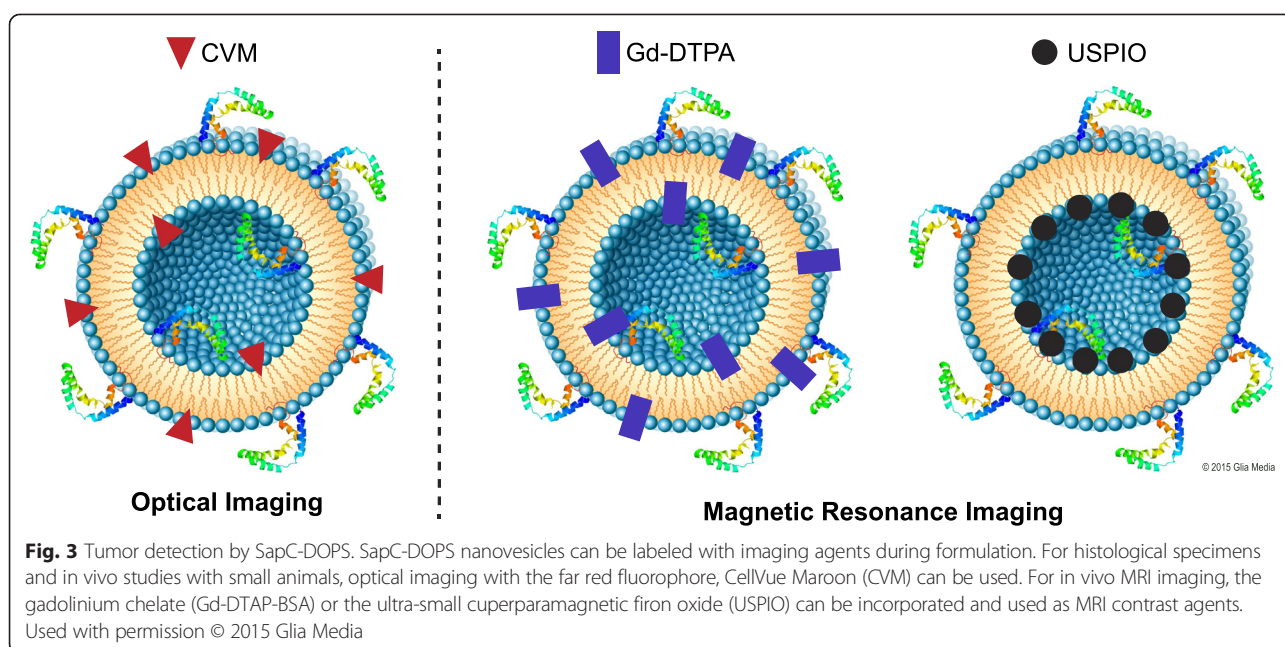 CVM
Gd-DTPA
USPIO
© 2015 Glia Media
Optical Imaging
Magnetic Resonance Imaging
Fig. 3 Tumor detection by SapC-DOPS. SapC-DOPS nanovesicles can be labeled with imaging agents during formulation. For histological specimens
and in vivo studies with small animals, optical imaging with the far red fluorophore, CellVue Maroon (CVM) can be used. For in vivo MRI imaging, the
gadolinium chelate (Gd-DTAP-BSA) or the ultra-small cuperparamagnetic firon oxide (USPIO) can be incorporated and used as MRI contrast agents.
Used with permission © 2015 Glia Media